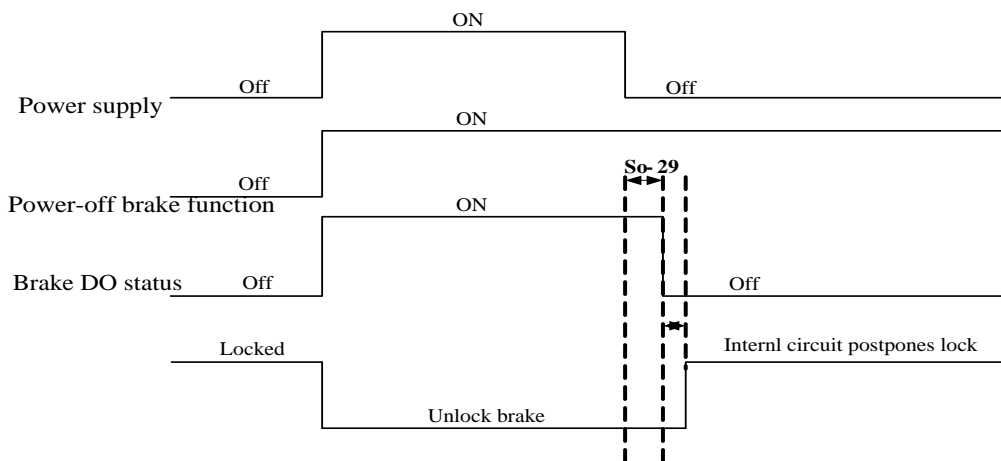 ON
Off
Off
Power supply
ON
So-29
Off
Power-off brake function
ON
Brake DO status
Off
Off
Locked
Internl circuit postpones lock
Unlock brake